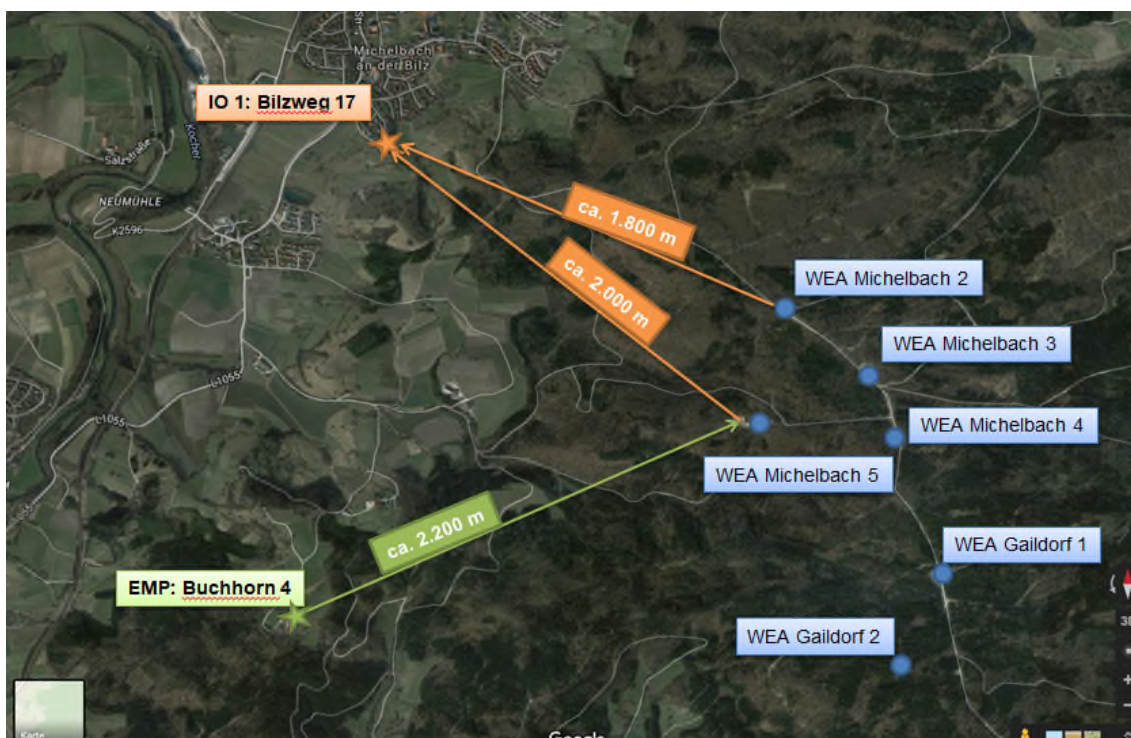 Michelbach
an der Bilz
IO 1: Bilzweg 17
Kocher
Salzstraße
NEUMÜHLE
K2596
ca. 1.800 m
ca. 2.000 m
WEA Michelbach 2
WEA Michelbach 3
L1055
L1055
WEA Michelbach 4
WEA Michelbach 5
ca. 2.200 m
WEA Gaildorf 1
EMP: Buchhorn 4
WEA Gaildorf 2
Karte
Google